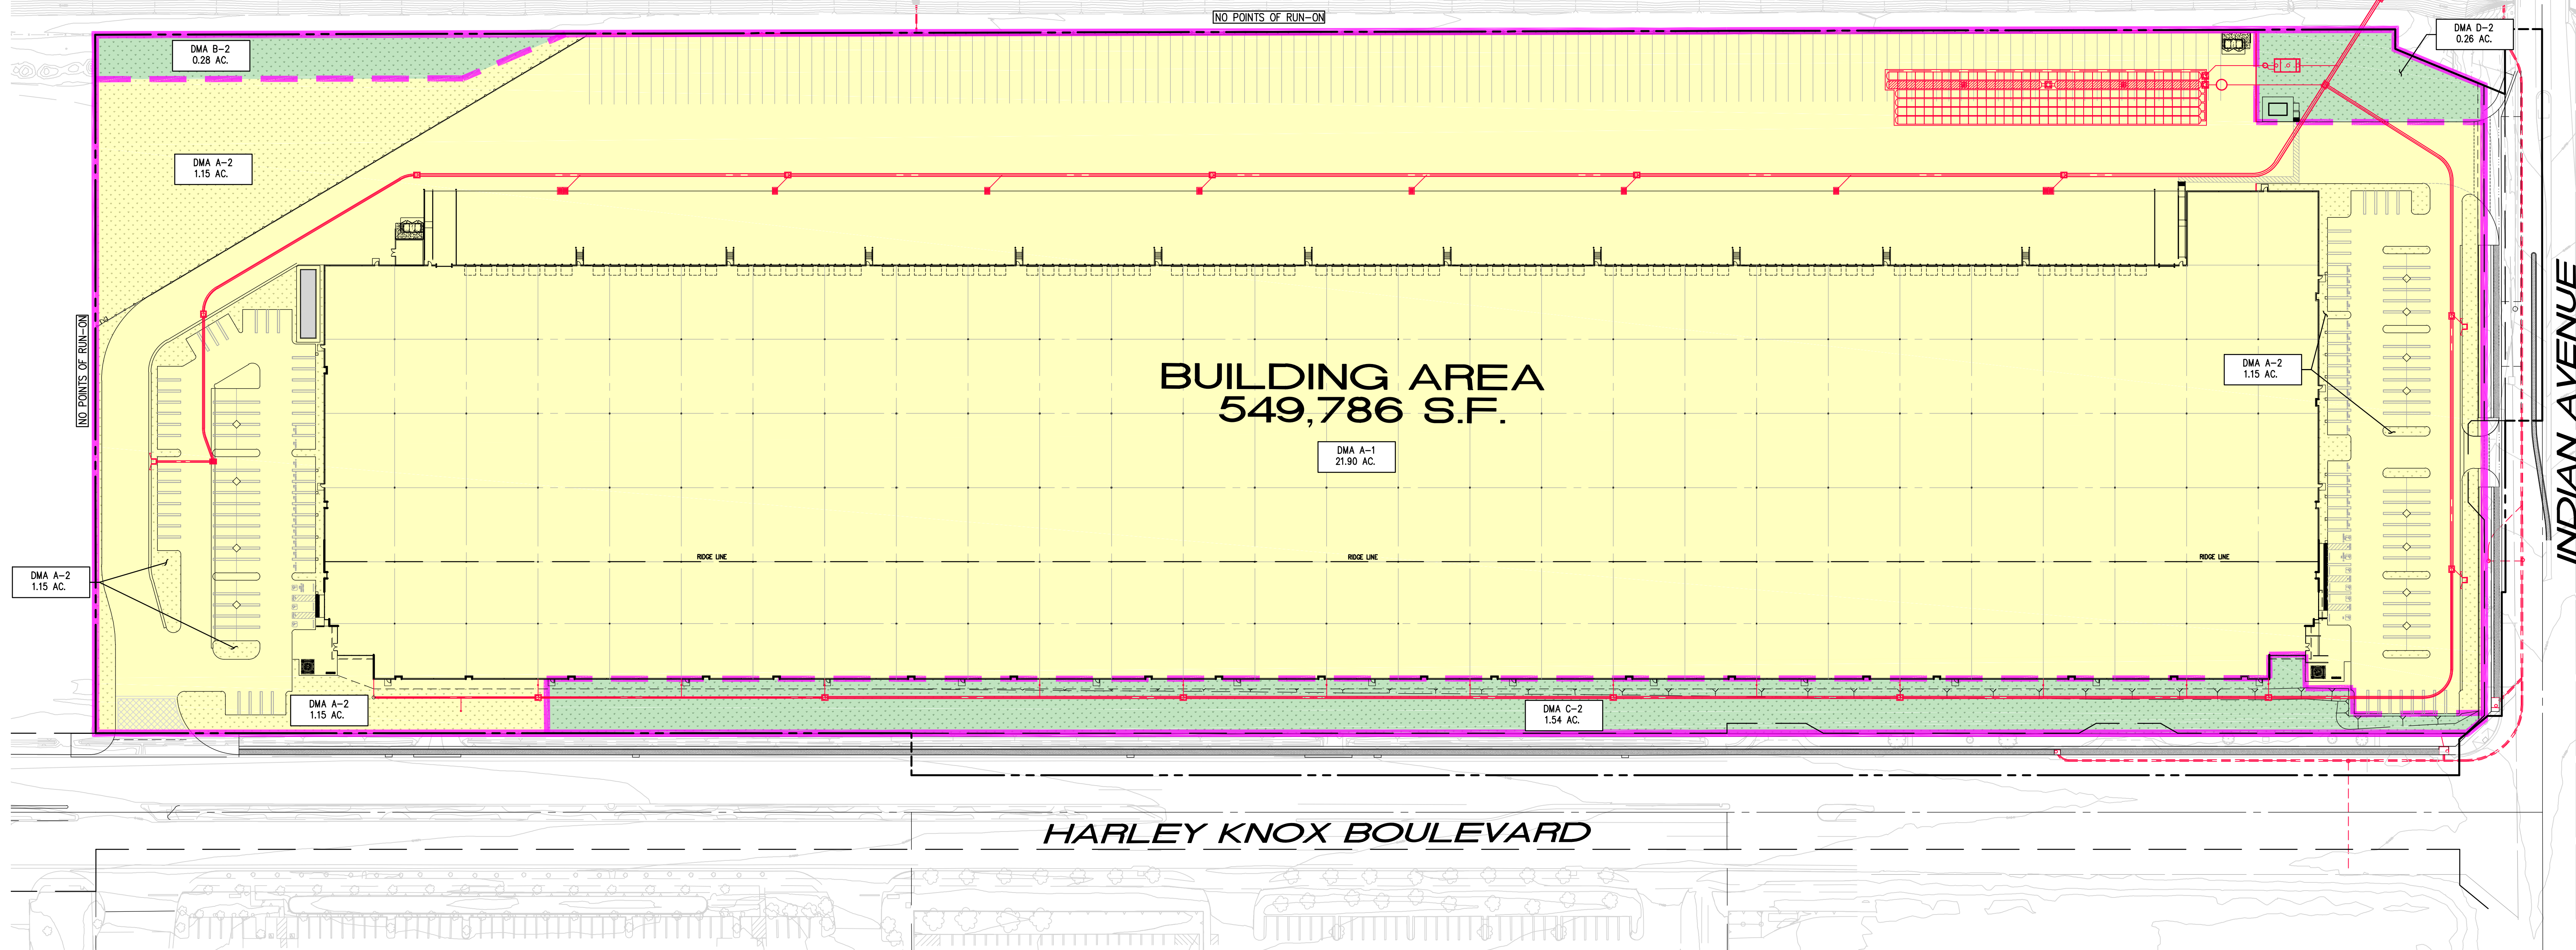 NO POINTS OF RUN-ON
DMA B-2
0.28 AC.
DMA D-2
0.26 AC.
DMA A-2
1.15 AC.
NO POINTS OF RUN-ON
BUILDING AREA
549,786 S.F.
DMA A-1
21.90 AC.
DMA A-2
1.15 AC.
INDIAN AVENUE
RIDGE LINE
RIDGE LINE
RIDGE LINE
DMA A-2
1.15 AC.
DMA A-2
1.15 AC.
DMA C-2
1.54 AC.
HARLEY KNOX BOULEVARD